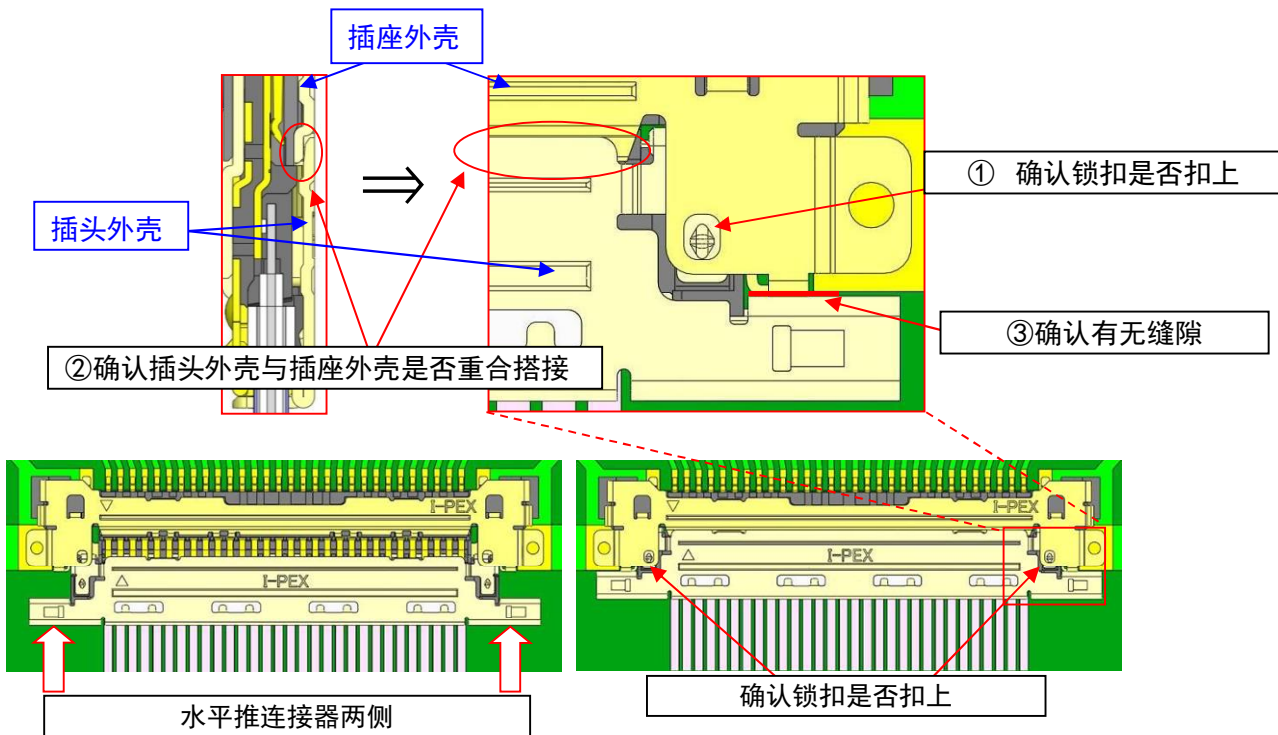 插座外壳
① 确认锁扣是否扣上
插头外壳
③确认有无缝隙
②确认插头外壳与插座外壳是否重合搭接
I-PEX
I-PEX
I-PEX
I-PEX
水平推连接器两侧
确认锁扣是否扣上